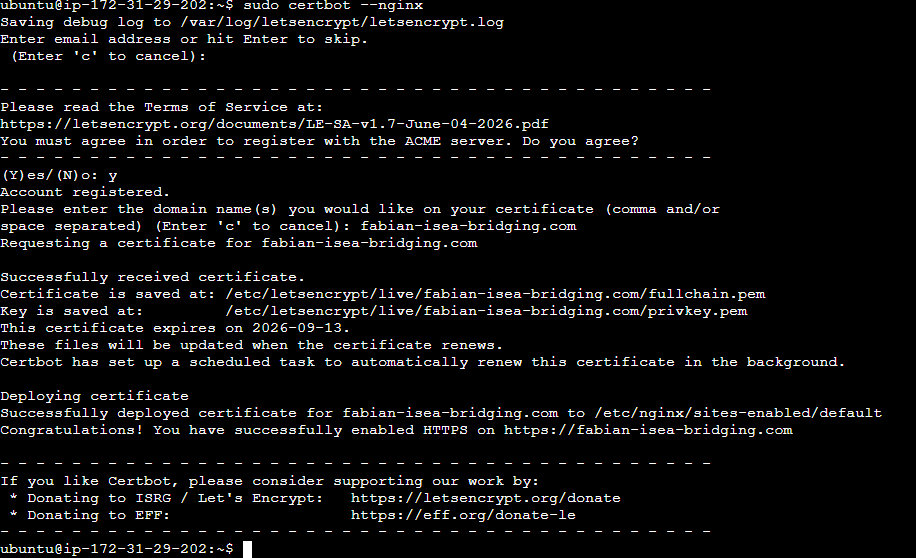 ubuntu@ip-172-31-29-202:~$ sudo certbot --nginx
Saving debug log to /var/log/letsencrypt/letsencrypt.log
Enter email address or hit Enter to skip.
 (Enter 'c' to cancel):

- - - - - - - - - - - - - - - - - - - - - - - - - - - - - - - - - - - - - - - -
Please read the Terms of Service at:
https://letsencrypt.org/documents/LE-SA-v1.7-June-04-2026.pdf
You must agree in order to register with the ACME server. Do you agree?
- - - - - - - - - - - - - - - - - - - - - - - - - - - - - - - - - - - - - - - -
(Y)es/(N)o: y
Account registered.
Please enter the domain name(s) you would like on your certificate (comma and/or
space separated) (Enter 'c' to cancel): fabian-isea-bridging.com
Requesting a certificate for fabian-isea-bridging.com

Successfully received certificate.
Certificate is saved at: /etc/letsencrypt/live/fabian-isea-bridging.com/fullchain.pem
Key is saved at:         /etc/letsencrypt/live/fabian-isea-bridging.com/privkey.pem
This certificate expires on 2026-09-13.
These files will be updated when the certificate renews.
Certbot has set up a scheduled task to automatically renew this certificate in the background.

Deploying certificate
Successfully deployed certificate for fabian-isea-bridging.com to /etc/nginx/sites-enabled/default
Congratulations! You have successfully enabled HTTPS on https://fabian-isea-bridging.com

- - - - - - - - - - - - - - - - - - - - - - - - - - - - - - - - - - - - - - - -
If you like Certbot, please consider supporting our work by:
 * Donating to ISRG / Let's Encrypt:   https://letsencrypt.org/donate
 * Donating to EFF:                    https://eff.org/donate-le
- - - - - - - - - - - - - - - - - - - - - - - - - - - - - - - - - - - - - - - -
ubuntu@ip-172-31-29-202:~$